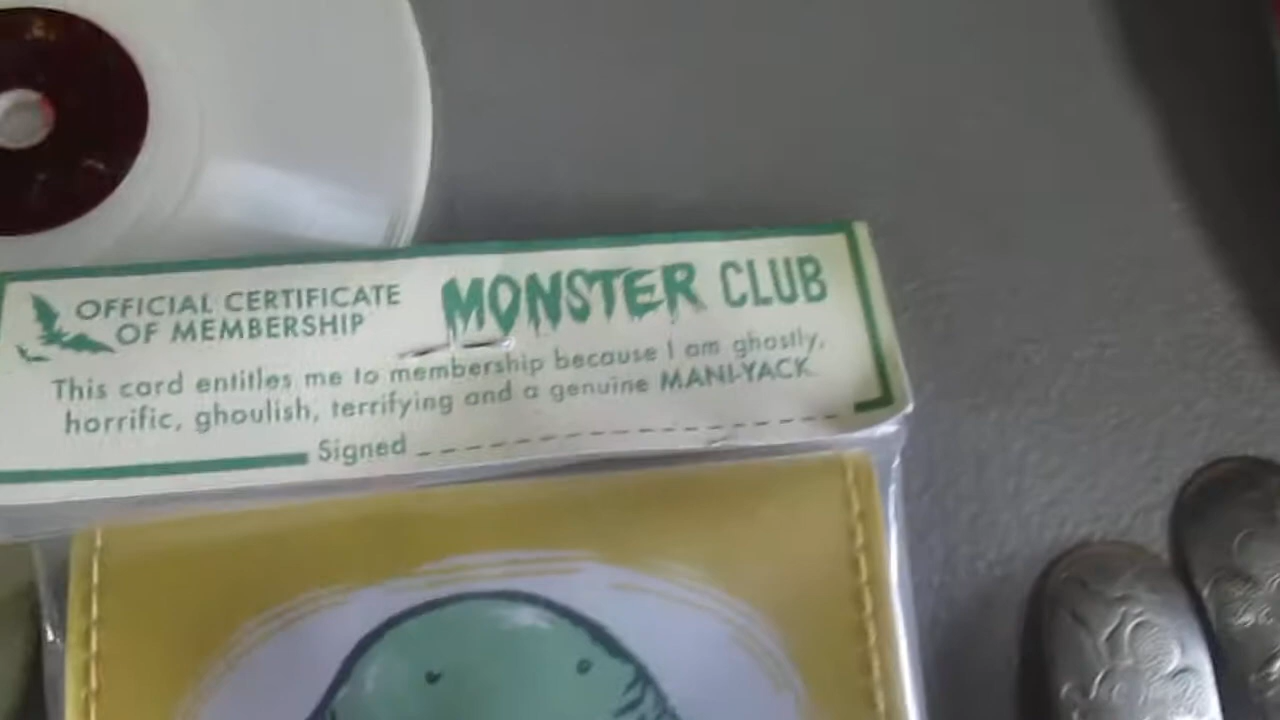 OFFICIAL CERTIFICATE
OF MEMBERSHIP
MONSTER CLUB
This card entitles me to membership because I am ghastly,
horrific, ghoulish, terrifying and a genuine MANI-YACK
Signed